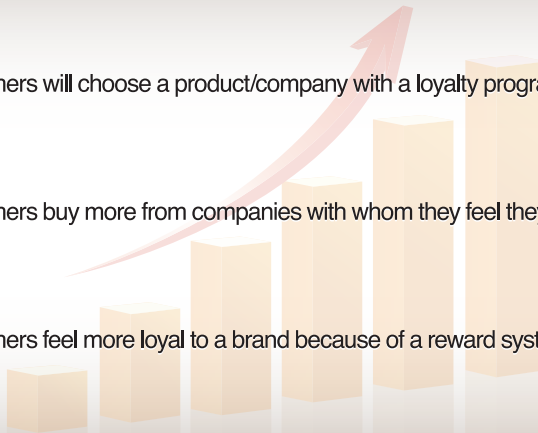 ners will choose a product/company with a loyalty progra
ners buy more from companies with whom they feel they
ners feel more loyal to a brand because of a reward syst